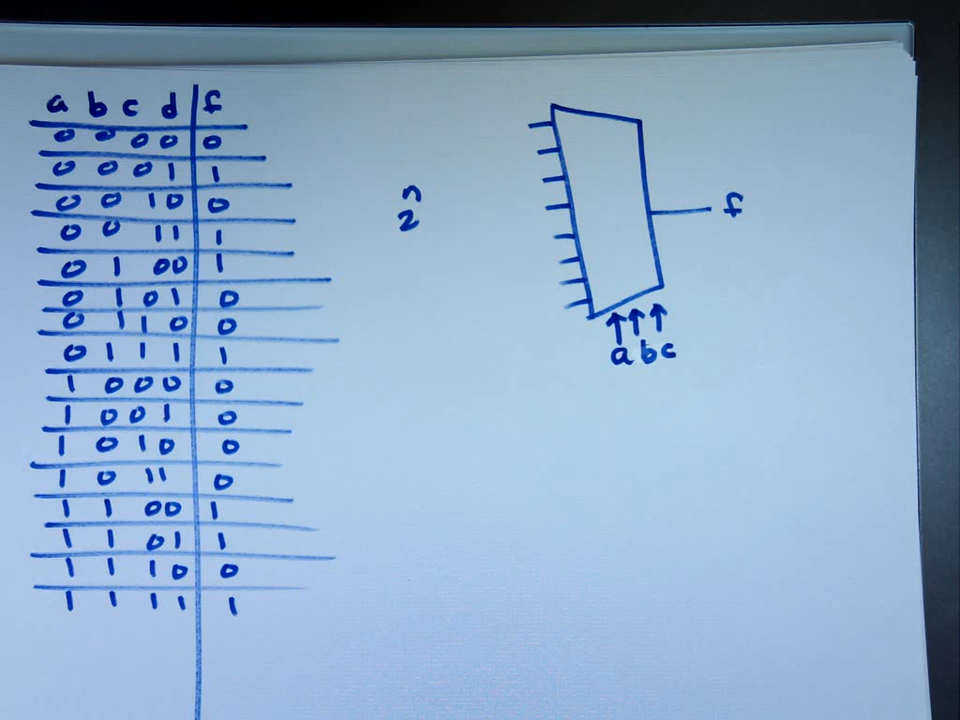 a b c d f
0 0 0 0 0
0 0 0 1 1
0 0 1 0 0
0 0 1 1 1
0 1 0 0 1
0 1 0 1 0
0 1 1 0 0
0 1 1 1 1
1 0 0 0 0
1 0 0 1 0
1 0 1 0 0
1 0 1 1 0
1 1 0 0 1
1 1 0 1 1
1 1 1 0 0
1 1 1 1 1
2 n
f
a b c